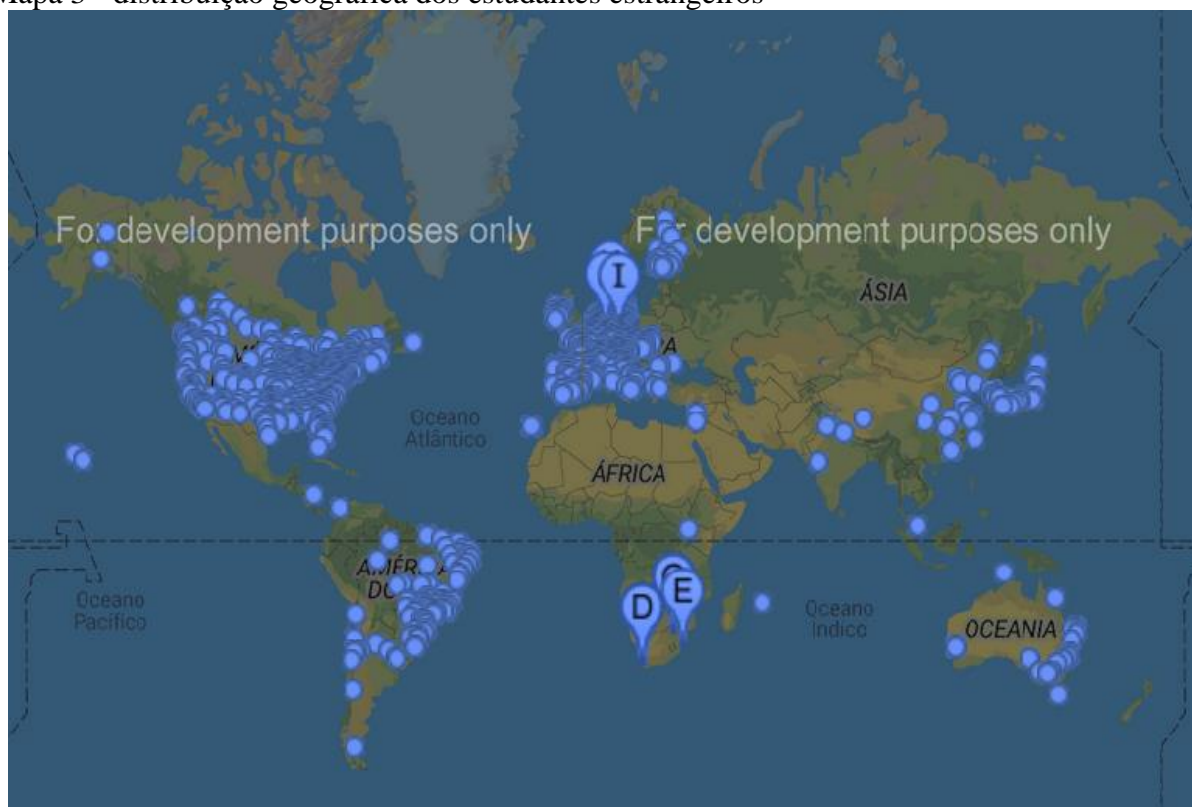 Mapa 3 - distribuição geográfica dos estudantes estrangeiros
For development purposes only
For development purposes only
ÁSIA
I
Oceano
Atlântico
ÁFRICA
Oceano
Pacífico
D
E
Oceano
Índico
OCEANIA